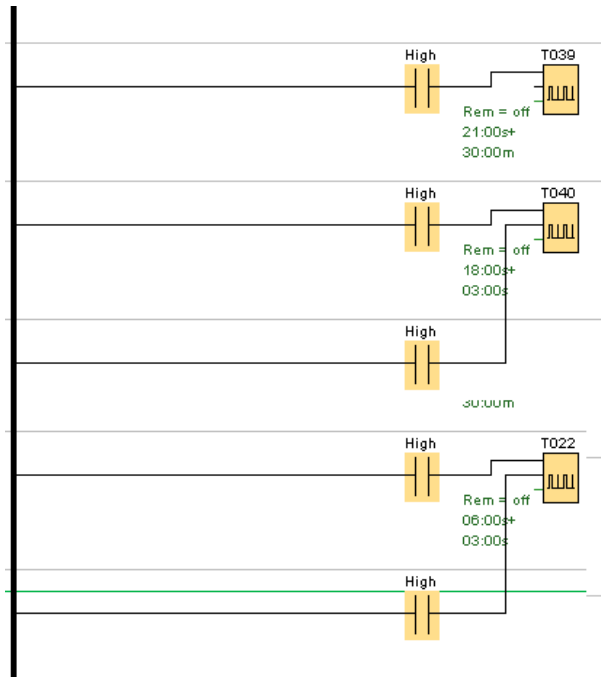 High T039
Rem = off
21:00s+
30:00m
High T040
Rem = off
18:00s+
03:00s
High
30:00m
High T022
Rem = off
06:00s+
03:00s
High